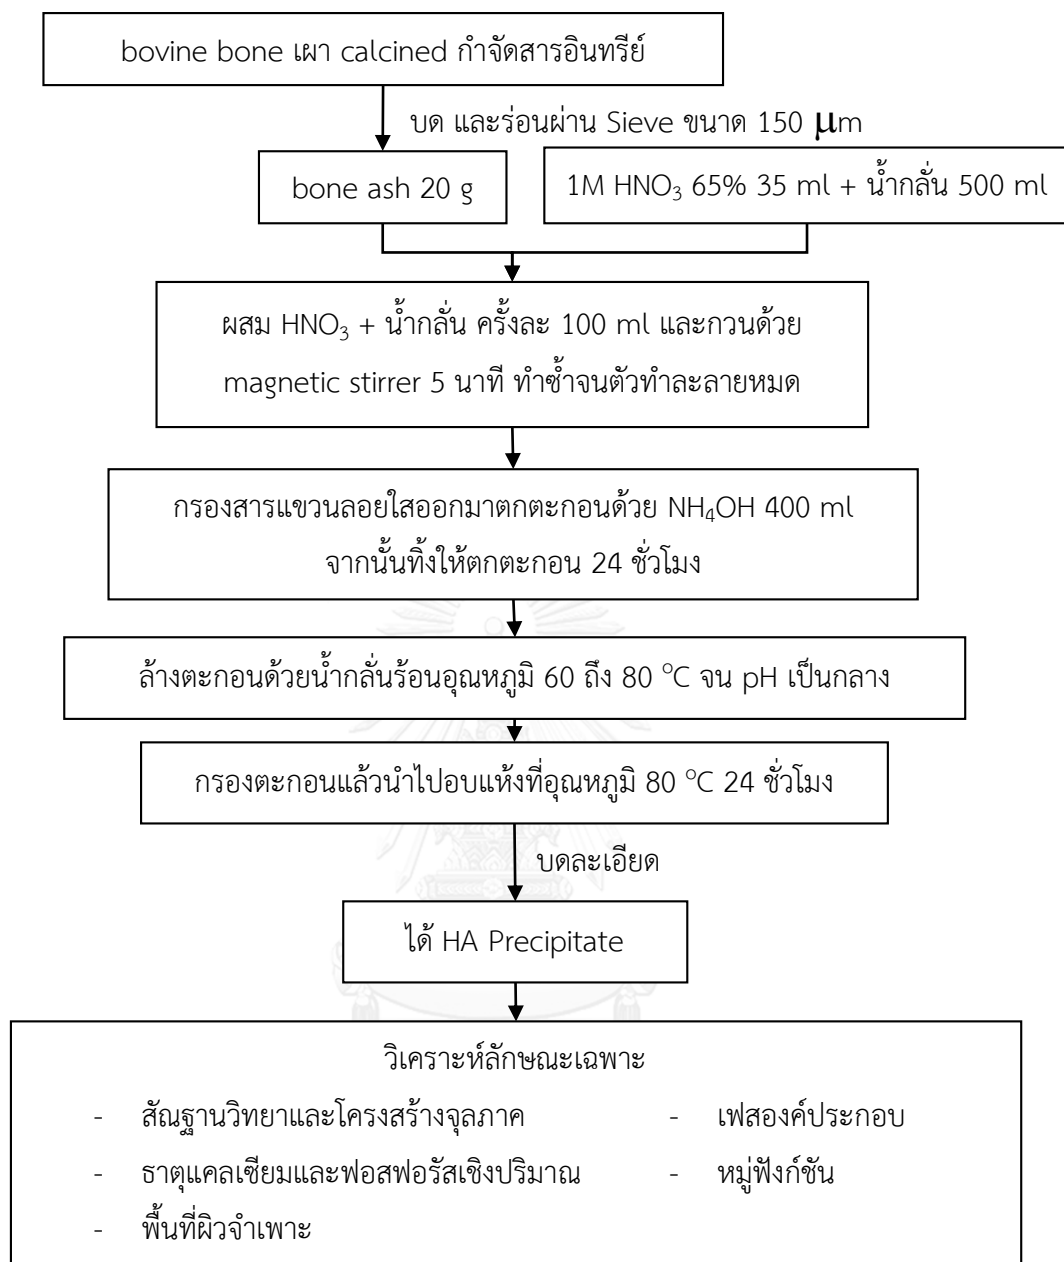 bovine bone เผา calcined กำจัดสารอินทรีย์
บด และร่อนผ่าน Sieve ขนาด 150 μm
bone ash 20 g
1M HNO₃ 65% 35 ml + น้ำกลั่น 500 ml
ผสม HNO₃ + น้ำกลั่น ครั้งละ 100 ml และกวนด้วย
magnetic stirrer 5 นาที ทำซ้ำจนตัวทำละลายหมด
กรองสารแขวนลอยใสออกมาตกตะกอนด้วย NH₄OH 400 ml
จากนั้นทิ้งให้ตกตะกอน 24 ชั่วโมง
ล้างตะกอนด้วยน้ำกลั่นร้อนอุณหภูมิ 60 ถึง 80 °C จน pH เป็นกลาง
กรองตะกอนแล้วนำไปอบแห้งที่อุณหภูมิ 80 °C 24 ชั่วโมง
บดละเอียด
ได้ HA Precipitate
วิเคราะห์ลักษณะเฉพาะ
- สัณฐานวิทยาและโครงสร้างจุลภาค
- เฟสองค์ประกอบ
- ธาตุแคลเซียมและฟอสฟอรัสเชิงปริมาณ
- หมู่ฟังก์ชัน
- พื้นที่ผิวจำเพาะ